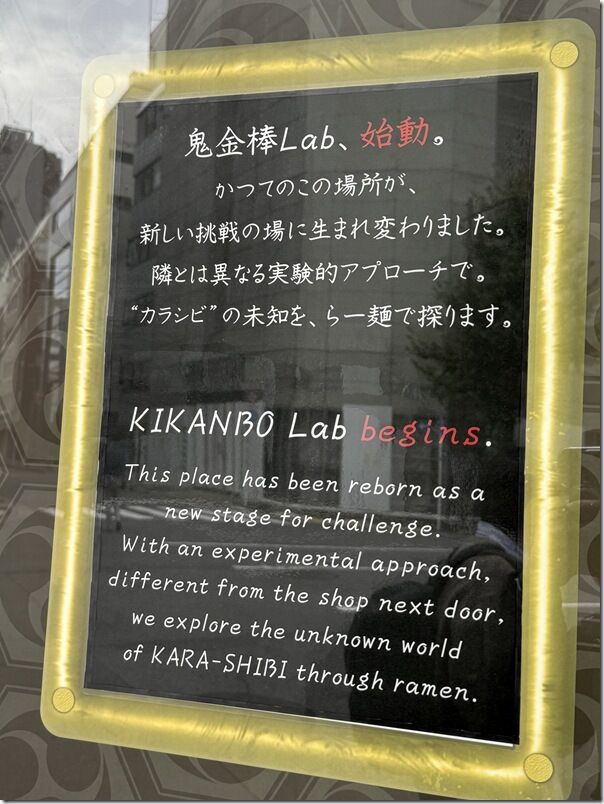 鬼金棒Lab、始動。
かつてのこの場所が、
新しい挑戦の場に生まれ変わりました。
隣とは異なる実験的アプローチで。
“カラシビ”の未知を、らー麺で探ります。
KIKANBO Lab begins.
This place has been reborn as a
new stage for challenge.
With an experimental approach,
different from the shop next door,
we explore the unknown world
of KARA-SHIBI through ramen.